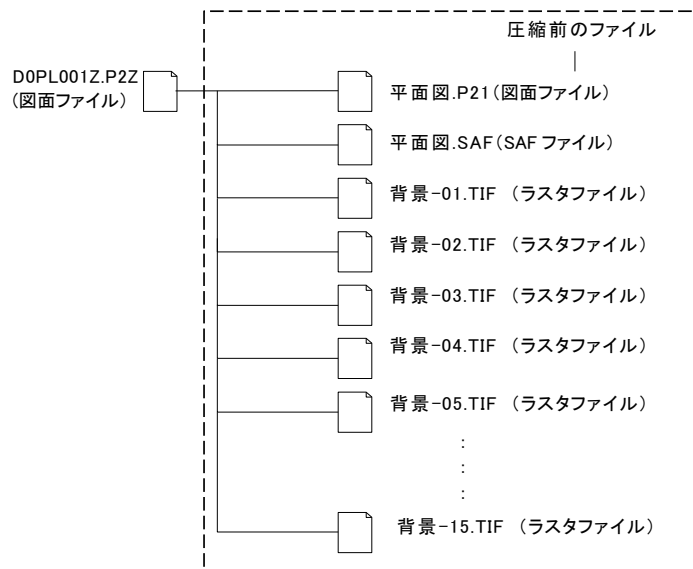 圧縮前のファイル
D0PL001Z.P2Z
(図面ファイル)
平面図.P21(図面ファイル)
平面図.SAF(SAFファイル)
背景-01.TIF (ラスタファイル)
背景-02.TIF (ラスタファイル)
背景-03.TIF (ラスタファイル)
背景-04.TIF (ラスタファイル)
背景-05.TIF (ラスタファイル)
:
:
:
背景-15.TIF (ラスタファイル)